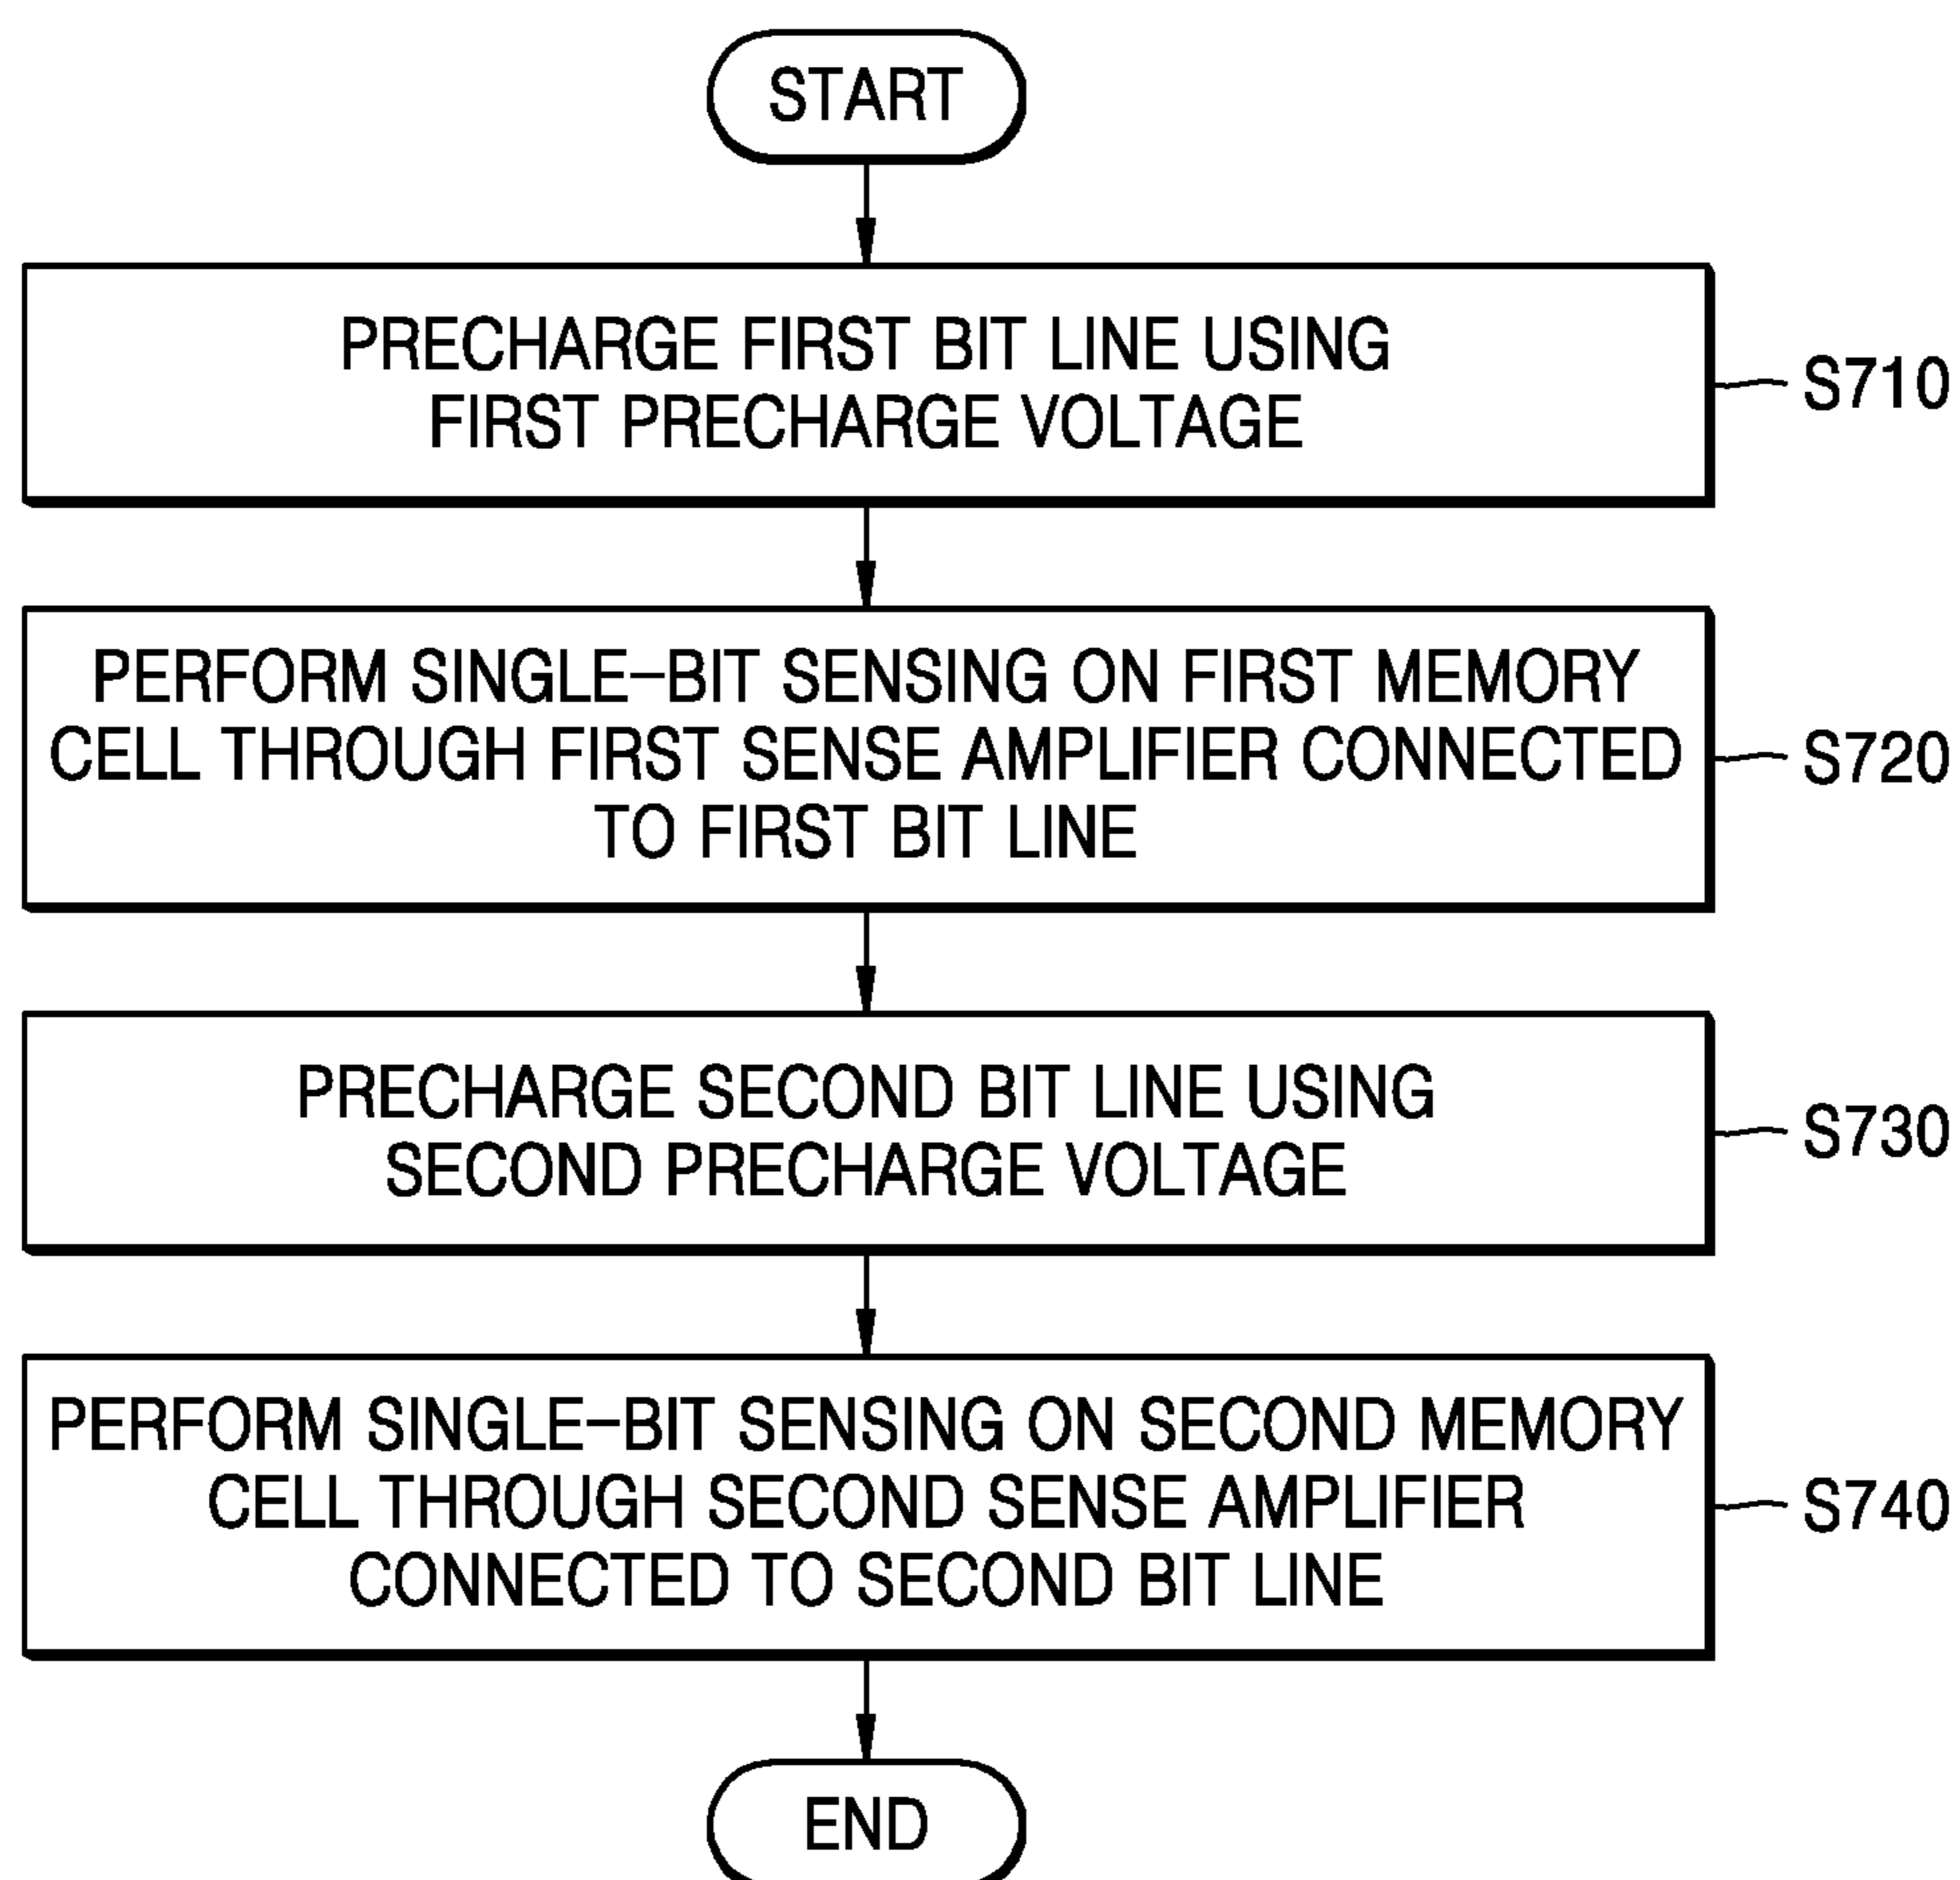 START
PRECHARGE FIRST BIT LINE USING
FIRST PRECHARGE VOLTAGE
S710
PERFORM SINGLE-BIT SENSING ON FIRST MEMORY
CELL THROUGH FIRST SENSE AMPLIFIER CONNECTED
TO FIRST BIT LINE
S720
PRECHARGE SECOND BIT LINE USING
SECOND PRECHARGE VOLTAGE
S730
PERFORM SINGLE-BIT SENSING ON SECOND MEMORY
CELL THROUGH SECOND SENSE AMPLIFIER
CONNECTED TO SECOND BIT LINE
S740
END